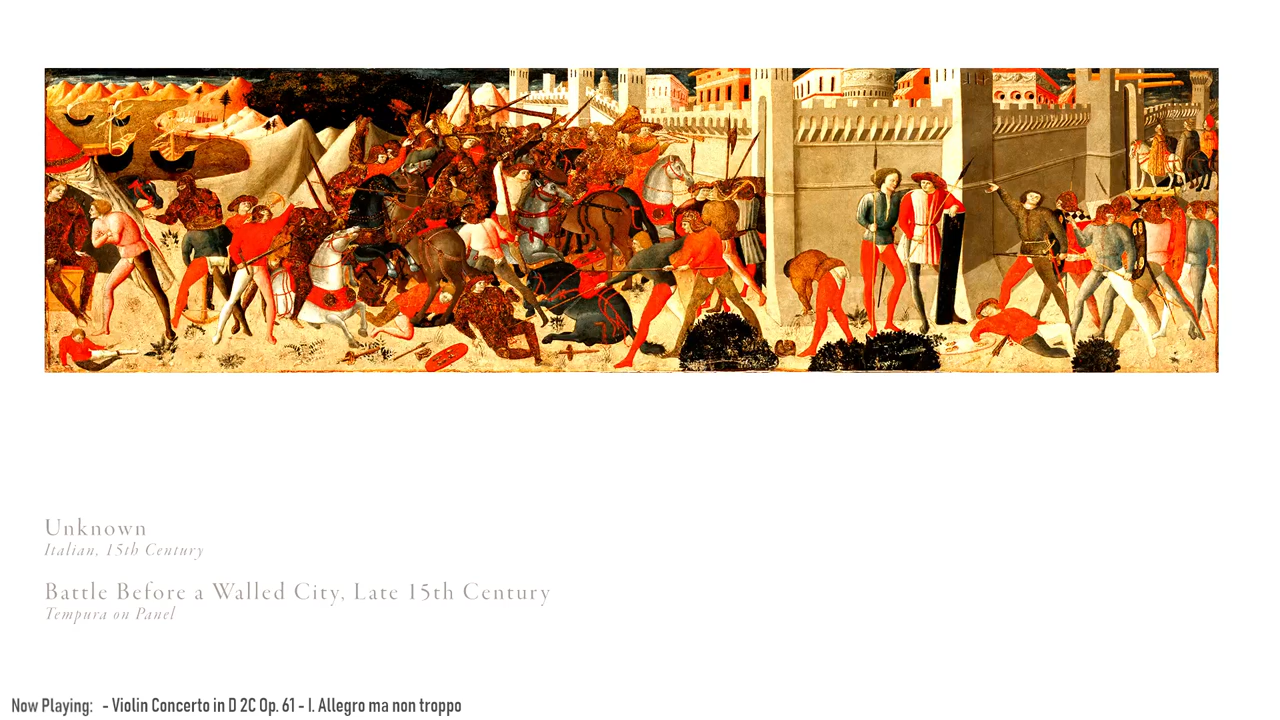 Unknown
Italian, 15th Century
Battle Before a Walled City, Late 15th Century
Tempura on Panel
Now Playing: - Violin Concerto in D 2C Op. 61 - I. Allegro ma non troppo